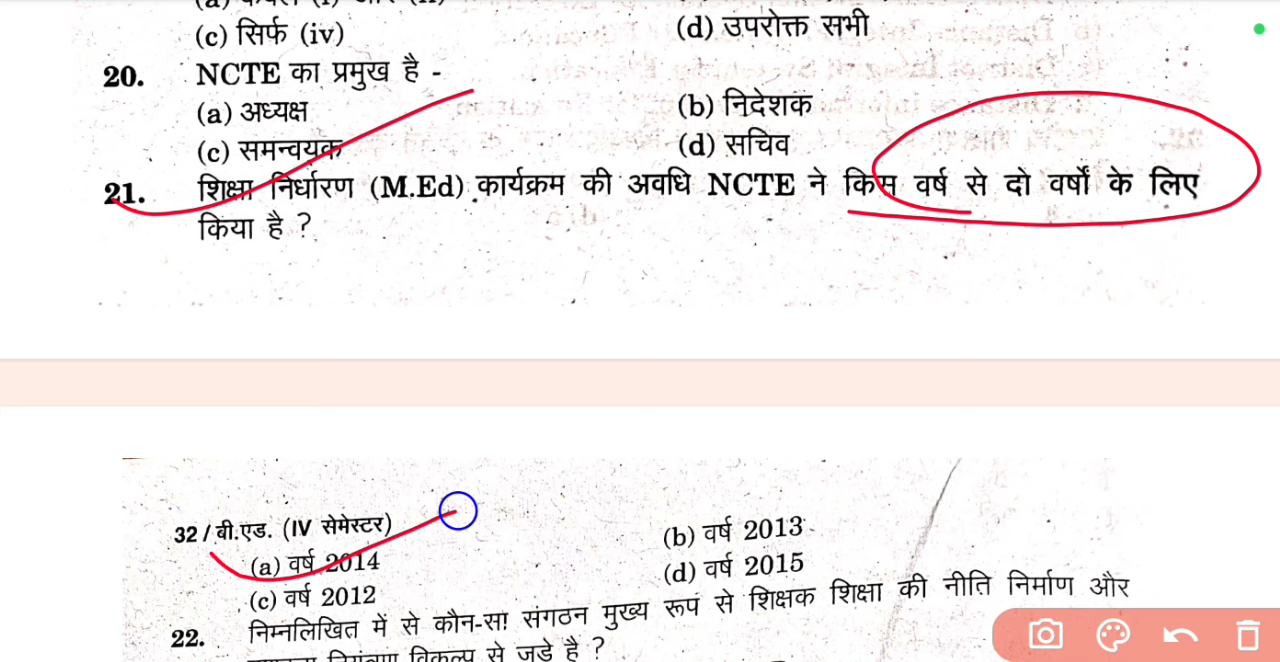 (c) सिर्फ (iv)
(d) उपरोक्त सभी
20. NCTE का प्रमुख है -
(a) अध्यक्ष
(b) निदेशक
(c) समन्वयक
(d) सचिव
21. शिक्षा निर्धारण (M.Ed) कार्यक्रम की अवधि NCTE ने किस वर्ष से दो वर्षों के लिए
किया है ?
32 / बी.एड. (IV सेमेस्टर)
(a) वर्ष 2014
(b) वर्ष 2013
(c) वर्ष 2012
(d) वर्ष 2015
22. निम्नलिखित में से कौन-सा संगठन मुख्य रूप से शिक्षक शिक्षा की नीति निर्माण और
विकल्प से जुडे है ?